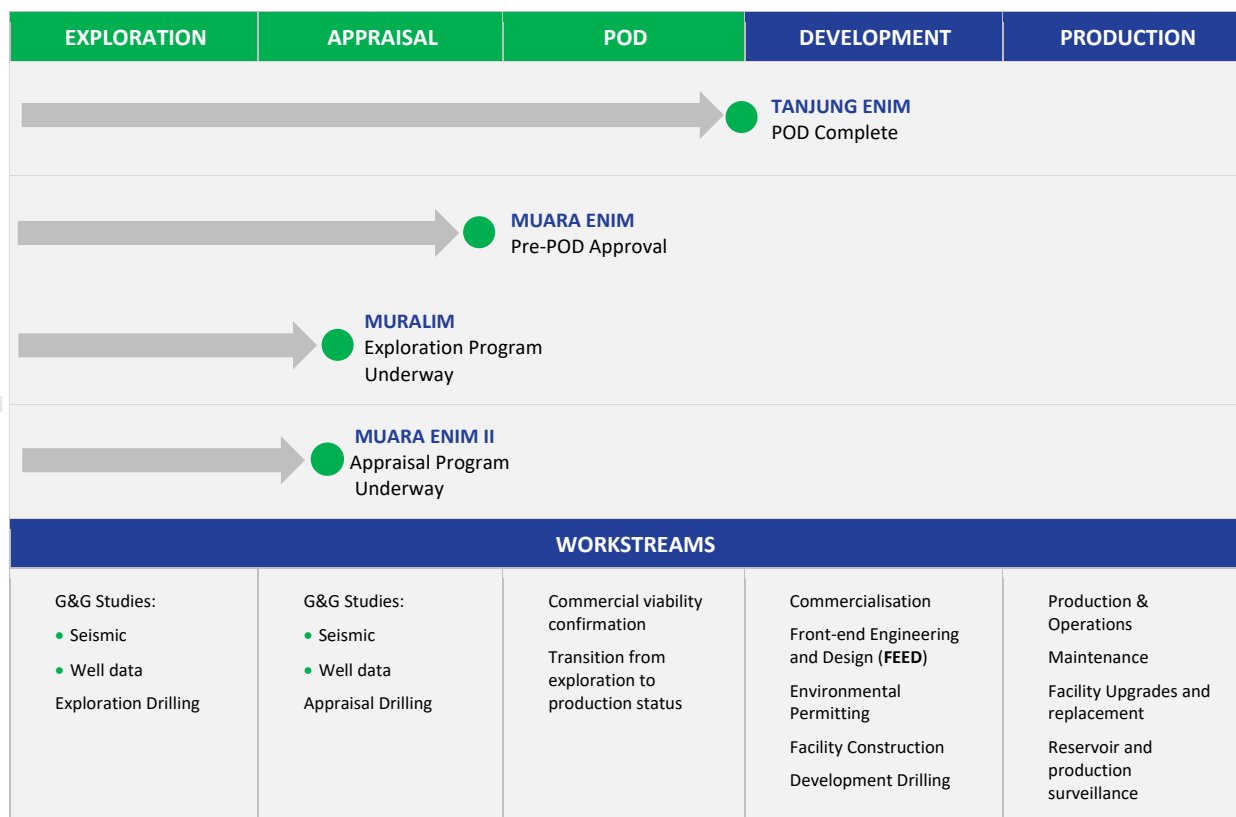 EXPLORATION
APPRAISAL
POD
DEVELOPMENT
PRODUCTION
TANJUNG ENIM
POD Complete
MUARA ENIM
Pre-POD Approval
MURALIM
Exploration Program
Underway
MUARA ENIM II
Appraisal Program
Underway
WORKSTREAMS
G&G Studies:
• Seismic
• Well data
Exploration Drilling
G&G Studies:
• Seismic
• Well data
Appraisal Drilling
Commercial viability
confirmation
Transition from
exploration to
production status
Commercialisation
Front-end Engineering
and Design (FEED)
Environmental
Permitting
Facility Construction
Development Drilling
Production &
Operations
Maintenance
Facility Upgrades and
replacement
Reservoir and
production
surveillance